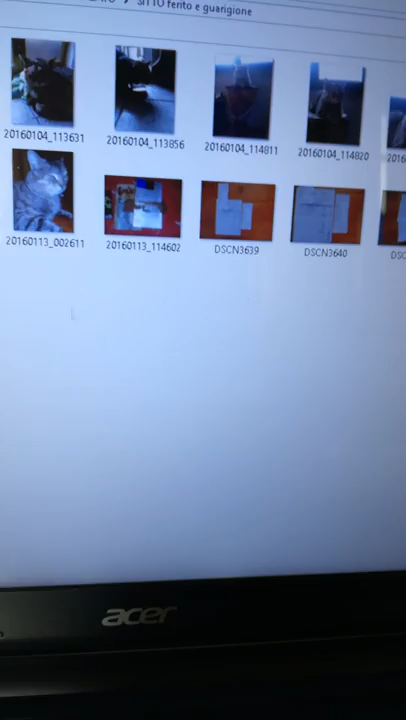 SITTO ferito e guarigione
20160104_113631
20160104_113856
20160104_114811
20160104_114820
20160113_002611
20160113_114602
DSCN3639
DSCN3640
acer